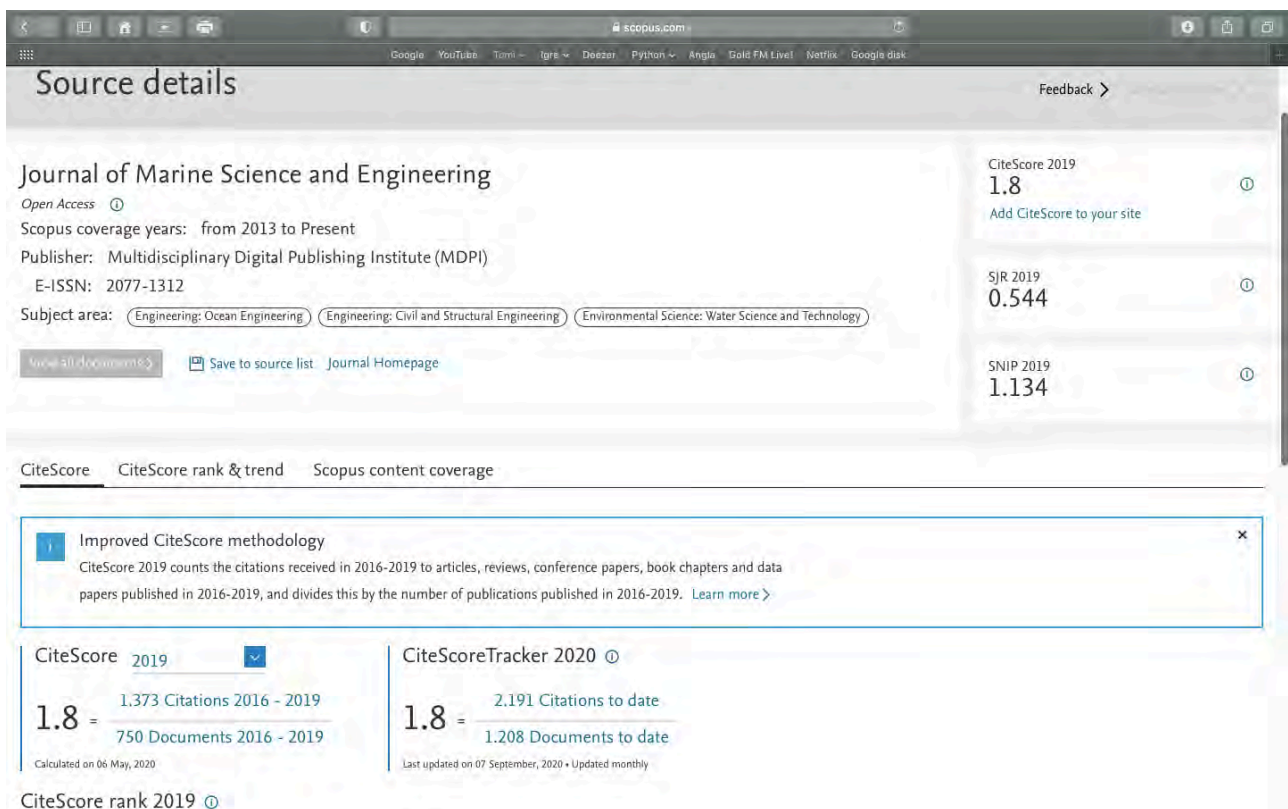 scopus.com
Google YouTube Tomi Igre Deezer Python Angla Gold FM Live! Netflix Google disk
Source details
Feedback >
Journal of Marine Science and Engineering
Open Access
Scopus coverage years: from 2013 to Present
Publisher: Multidisciplinary Digital Publishing Institute (MDPI)
E-ISSN: 2077-1312
Subject area: Engineering: Ocean Engineering Engineering: Civil and Structural Engineering Environmental Science: Water Science and Technology
View all documents >
Save to source list Journal Homepage
CiteScore 2019
1.8
Add CiteScore to your site
SJR 2019
0.544
SNIP 2019
1.134
CiteScore CiteScore rank & trend Scopus content coverage
Improved CiteScore methodology
CiteScore 2019 counts the citations received in 2016-2019 to articles, reviews, conference papers, book chapters and data
papers published in 2016-2019, and divides this by the number of publications published in 2016-2019. Learn more >
CiteScore 2019
1.8 =
1.373 Citations 2016 - 2019
750 Documents 2016 - 2019
Calculated on 06 May, 2020
CiteScoreTracker 2020
1.8 =
2.191 Citations to date
1.208 Documents to date
Last updated on 07 September, 2020 • Updated monthly
CiteScore rank 2019